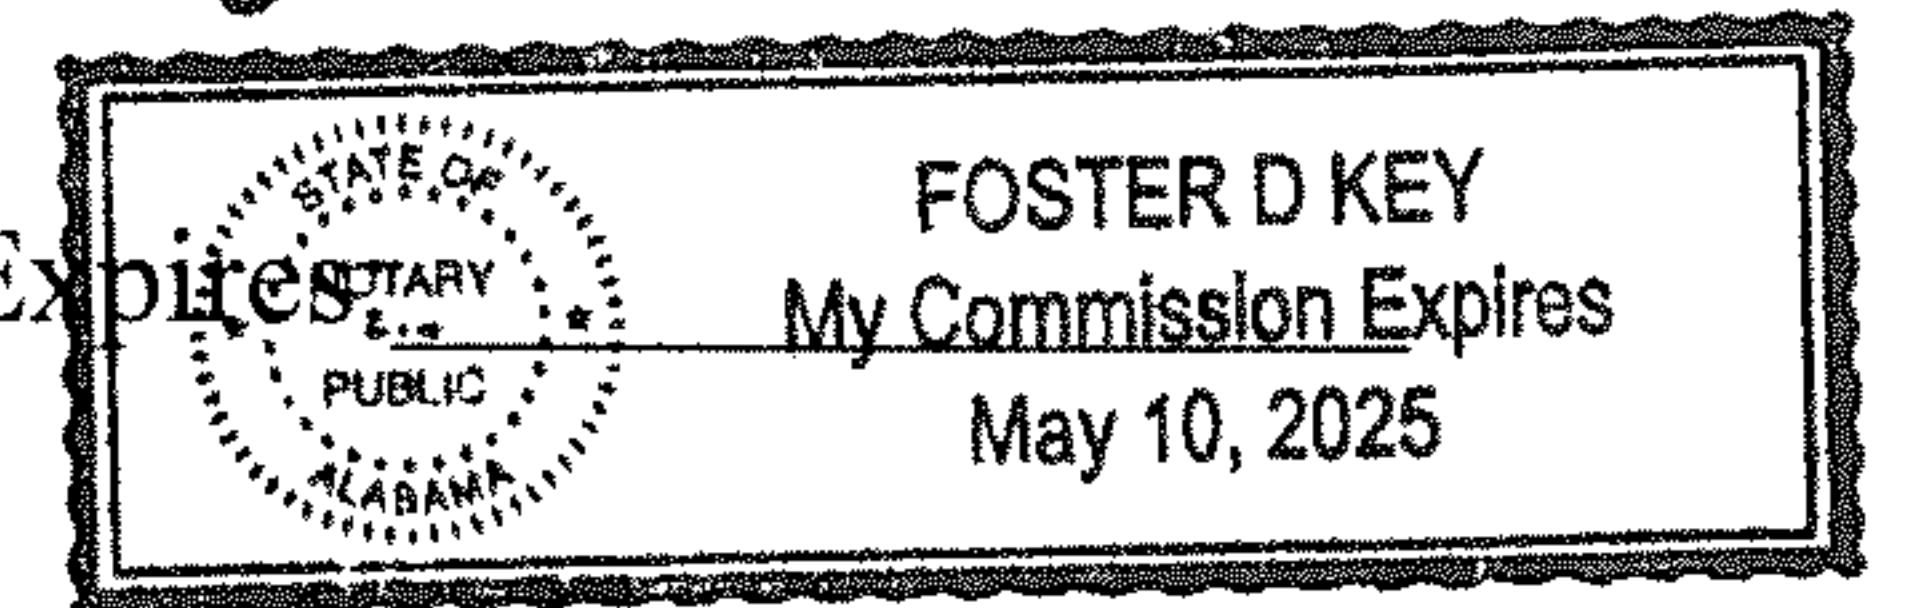 FOSTER D KEY
My Commission Expires
May 10, 2025
STATE OF
NOTARY
PUBLIC
ALABAMA
Expires